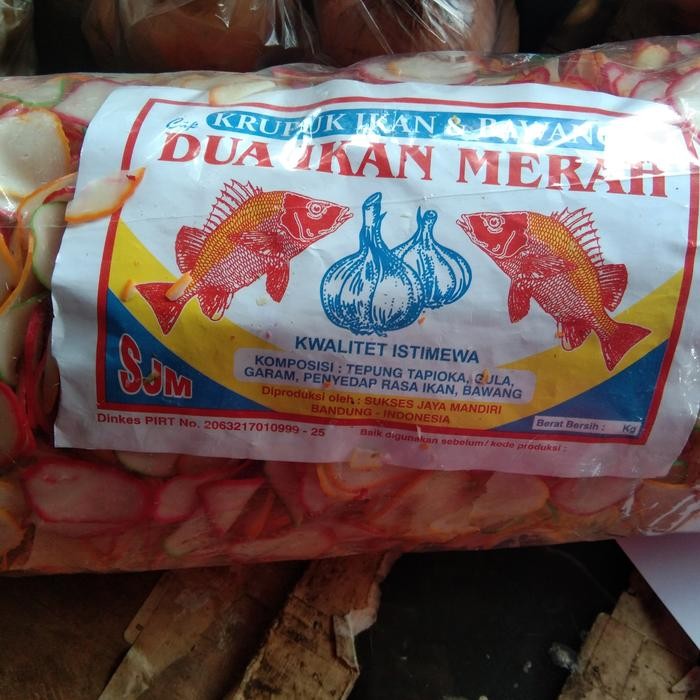 Cap KRUPUK IKAN & BAWANG
DUA IKAN MERAH
KWALITET ISTIMEWA
KOMPOSISI : TEPUNG TAPIOKA, GULA,
GARAM, PENYEDAP RASA IKAN, BAWANG
Diproduksi oleh : SUKSES JAYA MANDIRI
BANDUNG - INDONESIA
SJM
Berat Bersih : Kg
Dinkes PIRT No. 2063217010999 - 25
Baik digunakan sebelum/ kode produksi :